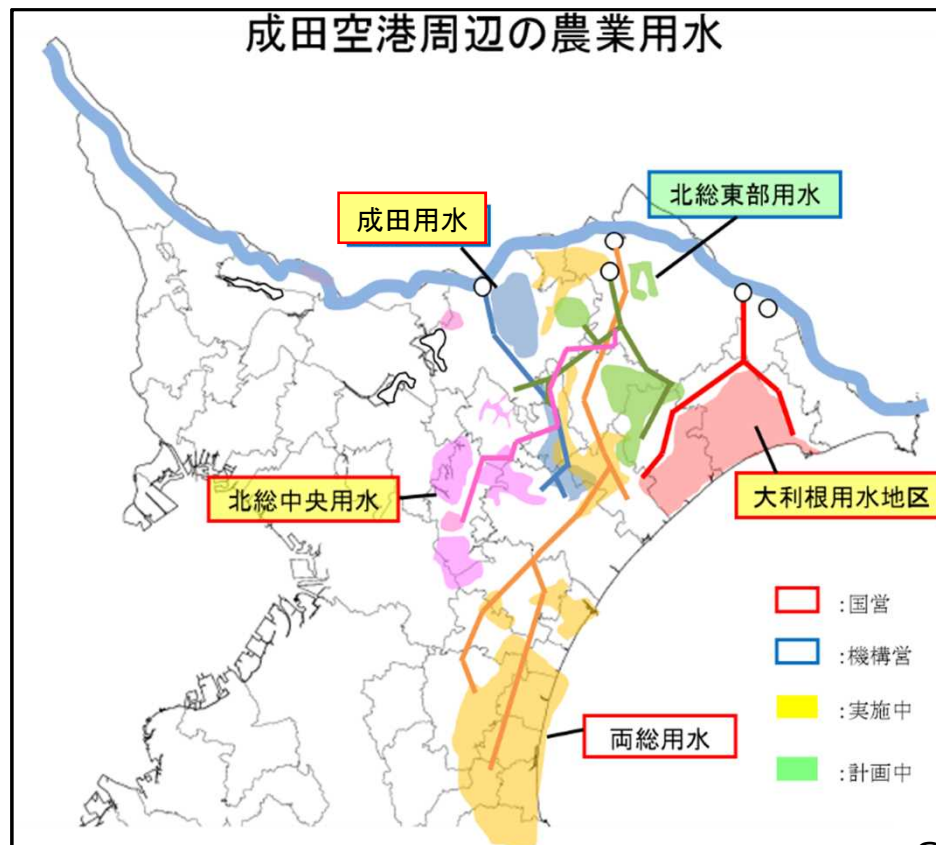 成田空港周辺の農業用水
北総東部用水
成田用水
北総中央用水
大利根用水地区
両総用水
:国営
:機構営
:実施中
:計画中